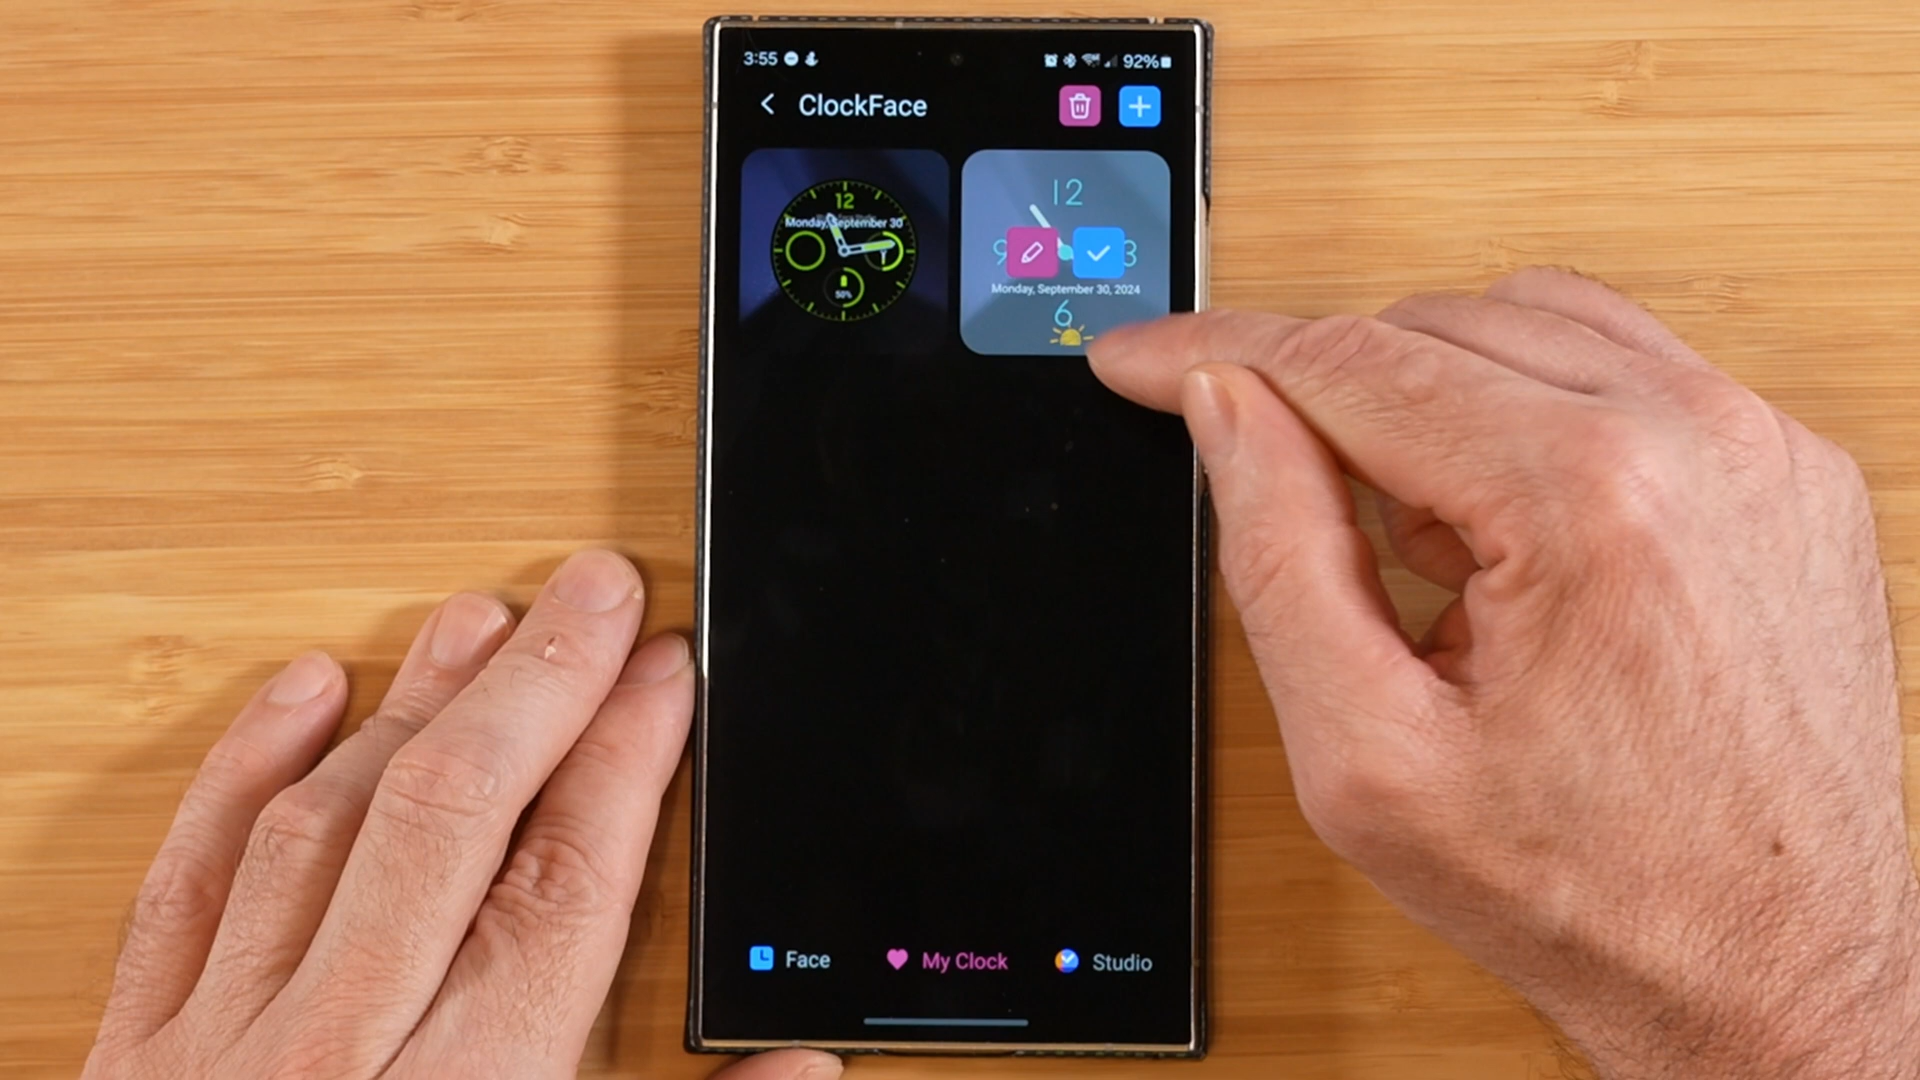 3:55 92%
ClockFace
12
Monday, September 30
50%
12
9 3
Monday, September 30, 2024
6
Face My Clock Studio